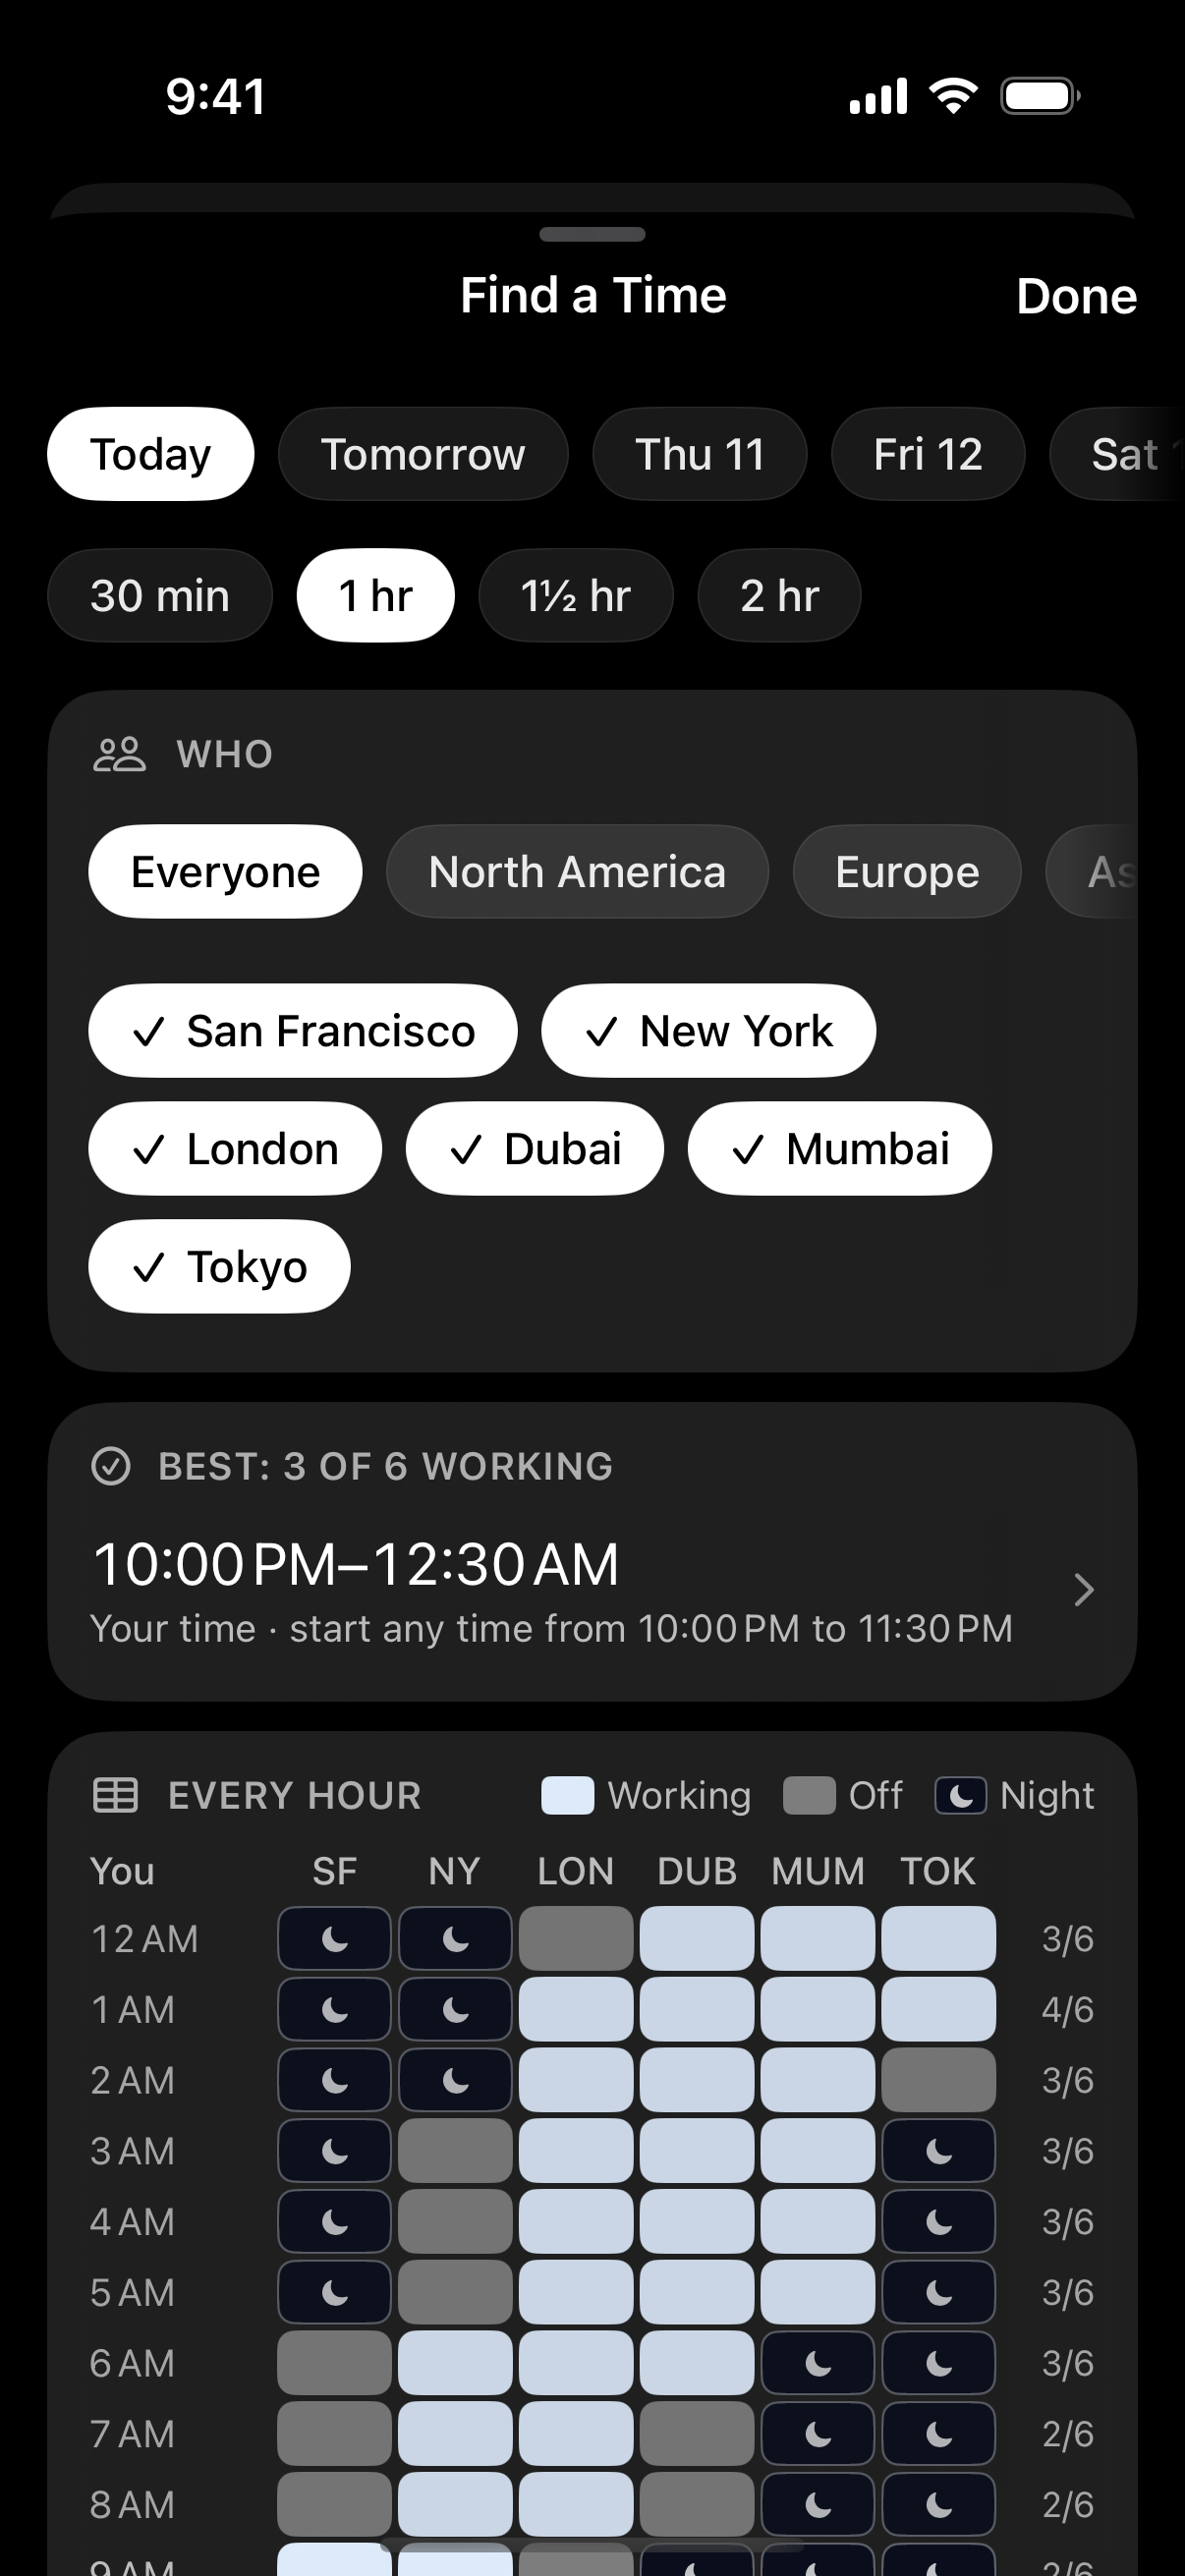 9:41
Find a Time
Done
Today Tomorrow Thu 11 Fri 12 Sat
30 min 1 hr 1½ hr 2 hr
WHO
Everyone North America Europe
✓ San Francisco ✓ New York
✓ London ✓ Dubai ✓ Mumbai
✓ Tokyo
BEST: 3 OF 6 WORKING
10:00 PM–12:30 AM
Your time · start any time from 10:00 PM to 11:30 PM
EVERY HOUR Working Off Night
You SF NY LON DUB MUM TOK
12 AM 3/6
1 AM 4/6
2 AM 3/6
3 AM 3/6
4 AM 3/6
5 AM 3/6
6 AM 3/6
7 AM 2/6
8 AM 2/6
9 AM 2/6